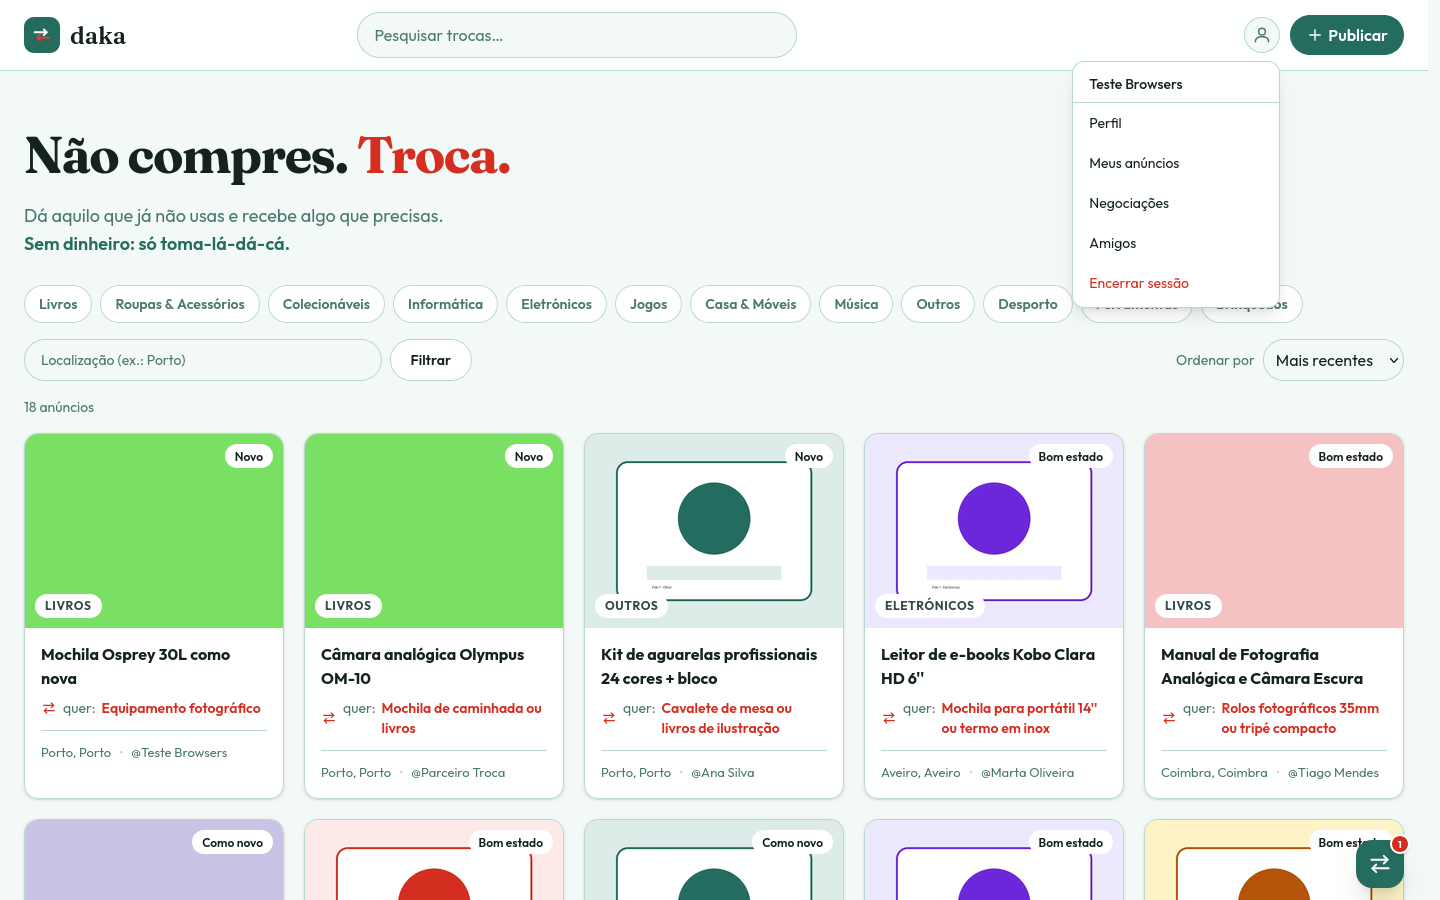 daka
Pesquisar trocas...
Publicar
Teste Browsers
Perfil
Meus anúncios
Negociações
Amigos
Encerrar sessão
Não compres. Troca.
Dá aquilo que já não usas e recebe algo que precisas.
Sem dinheiro: só toma-lá-dá-cá.
Livros
Roupas & Acessórios
Colecionáveis
Informática
Eletrónicos
Jogos
Casa & Móveis
Música
Outros
Desporto
Localização (ex.: Porto)
Filtrar
Ordenar por
Mais recentes
18 anúncios
Novo
LIVROS
Mochila Osprey 30L como
nova
quer: Equipamento fotográfico
Porto, Porto • @Teste Browsers
Novo
LIVROS
Câmara analógica Olympus
OM-10
quer: Mochila de caminhada ou
livros
Porto, Porto • @Parceiro Troca
Novo
OUTROS
Kit de aguarelas profissionais
24 cores + bloco
quer: Cavalete de mesa ou
livros de ilustração
Porto, Porto • @Ana Silva
Bom estado
ELETRÓNICOS
Leitor de e-books Kobo Clara
HD 6"
quer: Mochila para portátil 14"
ou termo em inox
Aveiro, Aveiro • @Marta Oliveira
Bom estado
LIVROS
Manual de Fotografia
Analógica e Câmara Escura
quer: Rolos fotográficos 35mm
ou tripé compacto
Coimbra, Coimbra • @Tiago Mendes
Como novo
Bom estado
Como novo
Bom estado
Bom
1